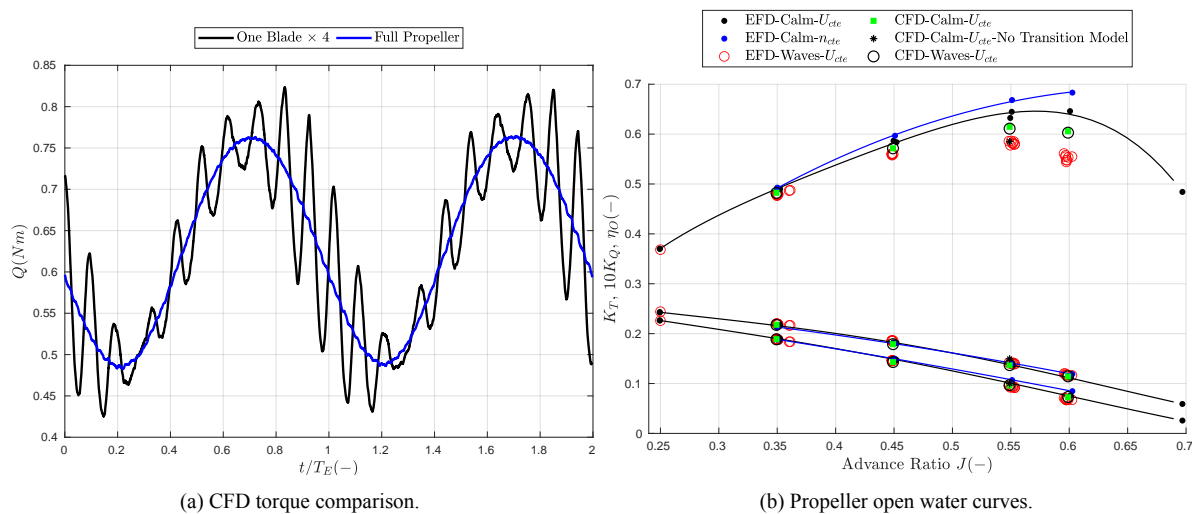 One Blade × 4 Full Propeller
0.85
0.8
0.75
0.7
0.65
0.6
0.55
0.5
0.45
0.4
Q(Nm)
0 0.2 0.4 0.6 0.8 1 1.2 1.4 1.6 1.8 2
t/T_E(−)
(a) CFD torque comparison.
EFD-Calm-U_cte CFD-Calm-U_cte
EFD-Calm-n_cte CFD-Calm-U_cte-No Transition Model
EFD-Waves-U_cte CFD-Waves-U_cte
0.7
0.6
0.5
0.4
0.3
0.2
0.1
0
K_T, 10K_Q, η_O(−)
0.25 0.35 0.45 0.5 0.55 0.6 0.65 0.7
Advance Ratio J(−)
(b) Propeller open water curves.